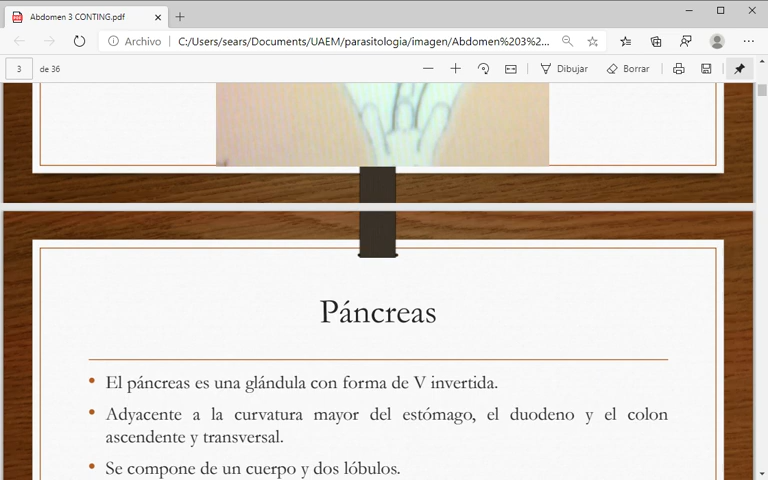 Abdomen 3 CONTING.pdf
Archivo
C:/Users/sears/Documents/UAEM/parasitologia/imagen/Abdomen%203%2...
3 de 36
Dibujar
Borrar
Páncreas
• El páncreas es una glándula con forma de V invertida.
• Adyacente a la curvatura mayor del estómago, el duodeno y el colon
ascendente y transversal.
• Se compone de un cuerpo y dos lóbulos.